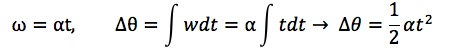 ω = αt, Δθ = ∫ wdt = α ∫ tdt → Δθ = 1/2 αt²